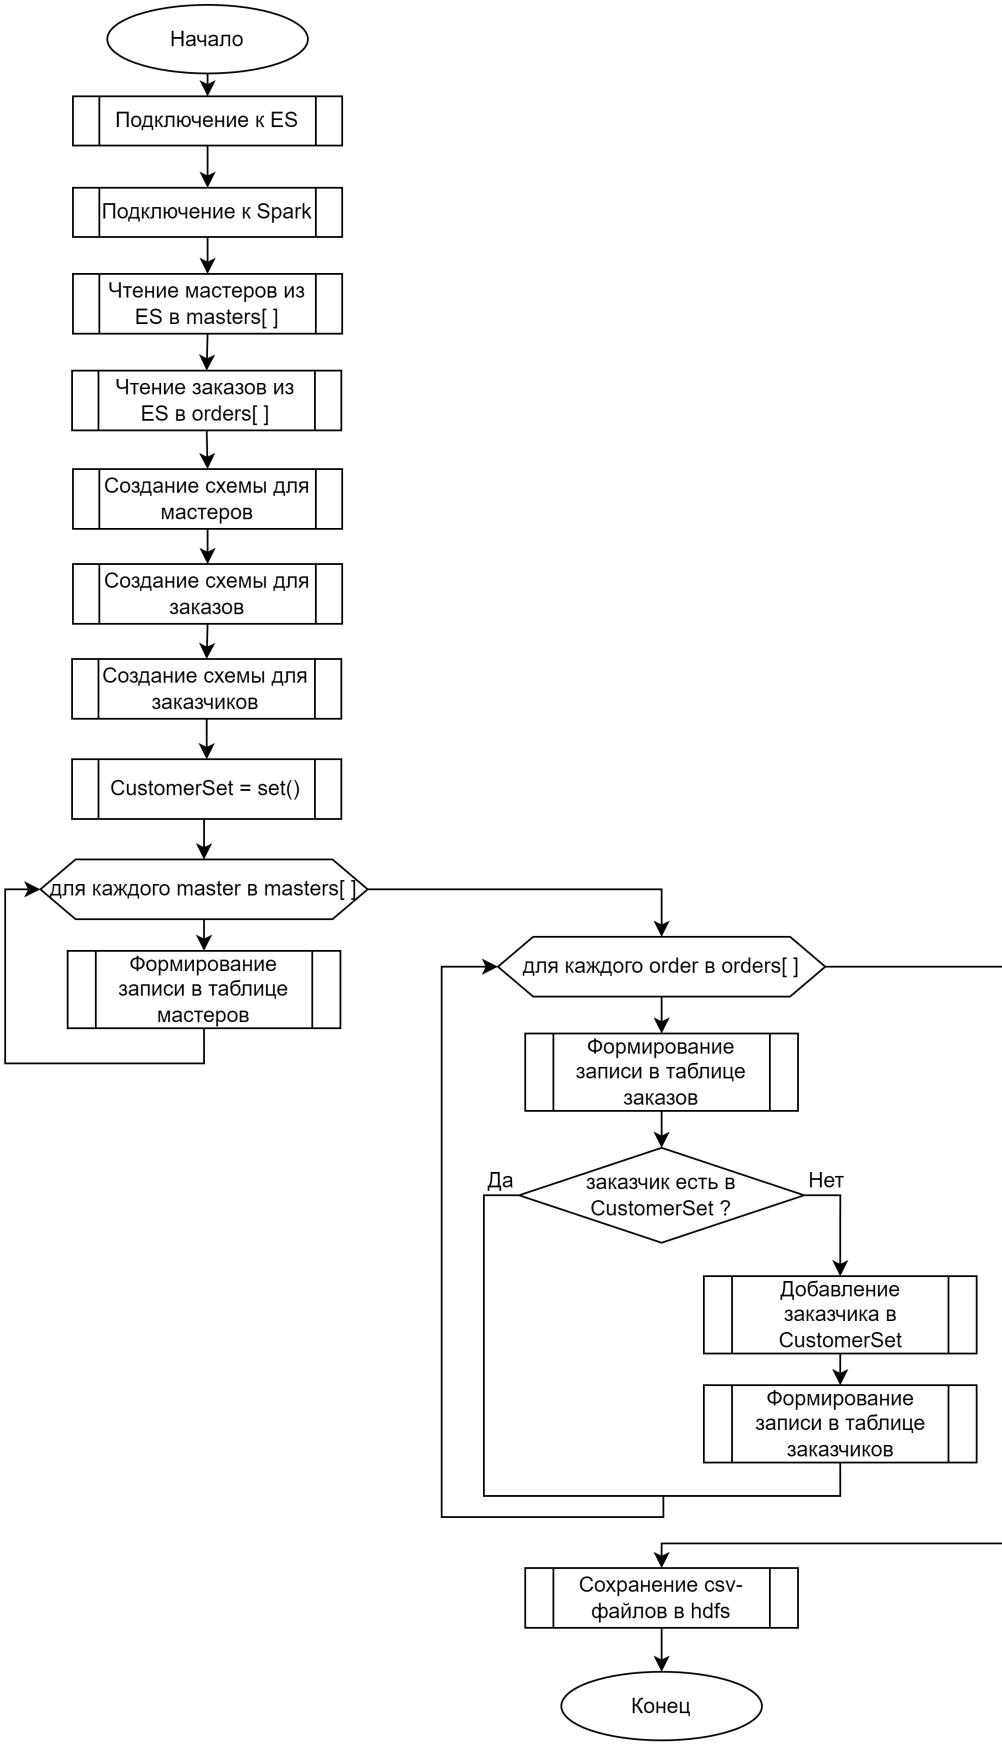 Начало
Подключение к ES
Подключение к Spark
Чтение мастеров из
ES в masters[ ]
Чтение заказов из
ES в orders[ ]
Создание схемы для
мастеров
Создание схемы для
заказов
Создание схемы для
заказчиков
CustomerSet = set()
для каждого master в masters[ ]
Формирование
записи в таблице
мастеров
для каждого order в orders[ ]
Формирование
записи в таблице
заказов
заказчик есть в
CustomerSet ?
Да
Нет
Добавление
заказчика в
CustomerSet
Формирование
записи в таблице
заказчиков
Сохранение csv-
файлов в hdfs
Конец